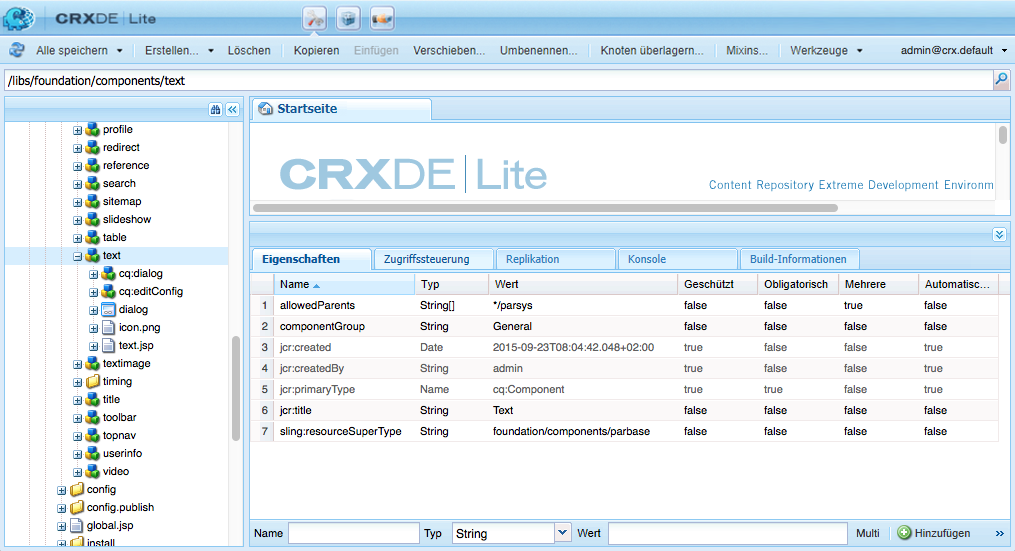 CRXDE | Lite
Alle speichern Erstellen... Löschen Kopieren Einfügen Verschieben... Umbenennen... Knoten überlagern... Mixins... Werkzeuge admin@crx.default
/libs/foundation/components/text
profile
redirect
reference
search
sitemap
slideshow
table
text
cq:dialog
cq:editConfig
dialog
icon.png
text.jsp
textimage
timing
title
toolbar
topnav
userinfo
video
config
config.publish
global.jsp
install
Startseite
CRXDE | Lite
Content Repository Extreme Development Environm
Eigenschaften Zugriffssteuerung Replikation Konsole Build-Informationen
Name Typ Wert Geschützt Obligatorisch Mehrere Automatisc...
1 allowedParents String[] */parsys false false true false
2 componentGroup String General false false false false
3 jcr:created Date 2015-09-23T08:04:42.048+02:00 true false false true
4 jcr:createdBy String admin true false false true
5 jcr:primaryType Name cq:Component true true false true
6 jcr:title String Text false false false false
7 sling:resourceSuperType String foundation/components/parbase false false false false
Name Typ String Wert Multi Hinzufügen »